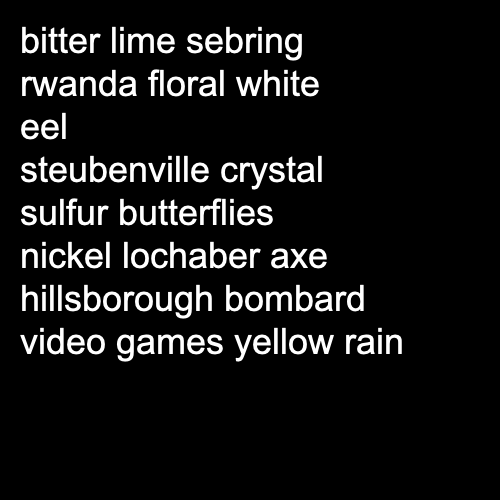 bitter lime sebring
rwanda floral white
eel
steubenville crystal
sulfur butterflies
nickel lochaber axe
hillsborough bombard
video games yellow rain